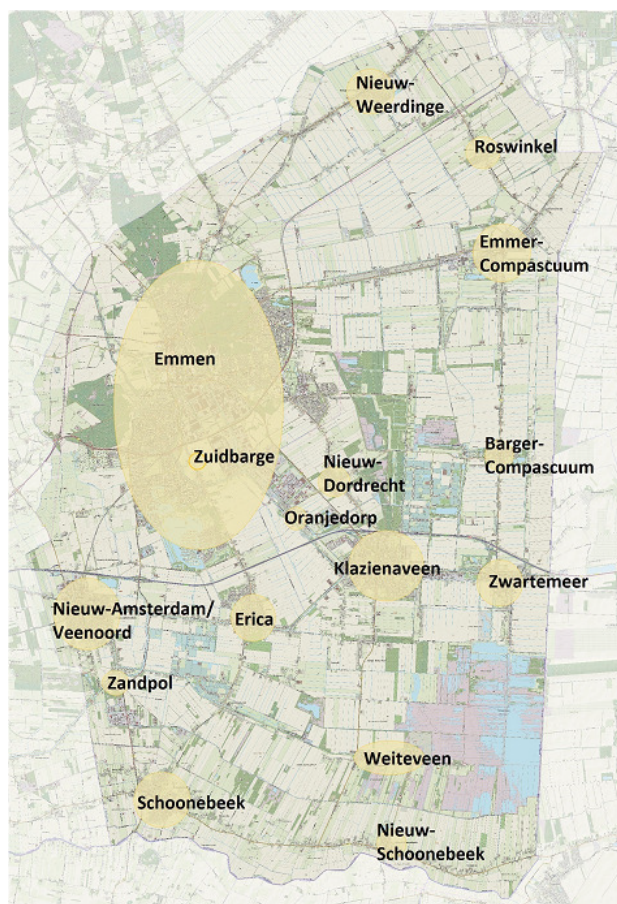 Nieuw-
Weerdinge
Roswinkel
Emmer-
Compascuum
Emmen
Zuidbarge
Nieuw-
Dordrecht
Barger-
Compascuum
Oranjedorp
Klazienaveen
Zwartemeer
Nieuw-Amsterdam/
Veenoord
Erica
Zandpol
Weiteveen
Schoonebeek
Nieuw-
Schoonebeek